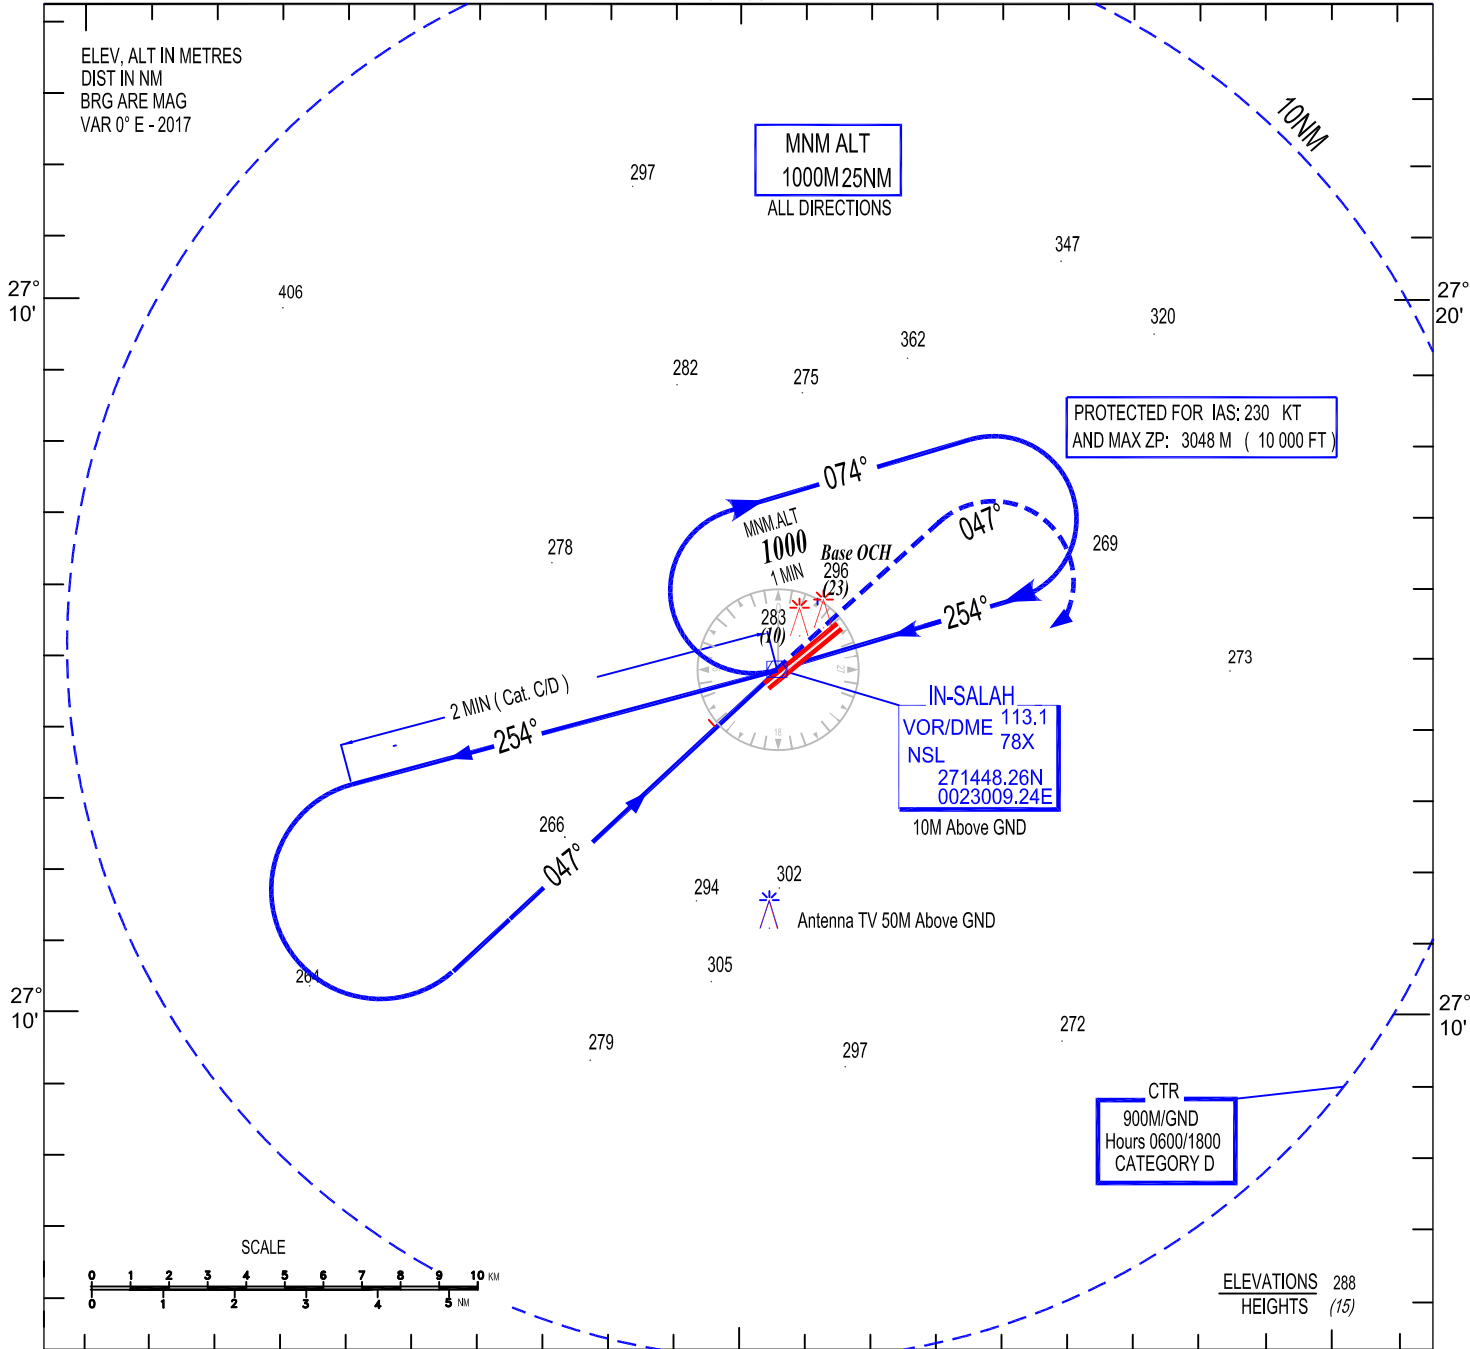 ELEV, ALT IN METRES
DIST IN NM
BRG ARE MAG
VAR 0° E - 2017
10NM
MNM ALT
1000M 25NM
ALL DIRECTIONS
297
347
406
27°
10'
27°
20'
320
362
282
275
PROTECTED FOR IAS: 230 KT
AND MAX ZP: 3048 M ( 10 000 FT )
074°
047°
MNM.ALT
1000
1 MIN
Base OCH
296
(23)
278
269
283
(10)
254°
273
2 MIN ( Cat. C/D )
254°
IN-SALAH
VOR/DME 113.1
78X
NSL
271448.26N
0023009.24E
10M Above GND
27
18
266
047°
294
302
Antenna TV 50M Above GND
264
305
27°
10'
27°
10'
279
297
272
CTR
900M/GND
Hours 0600/1800
CATEGORY D
SCALE
0 1 2 3 4 5 6 7 8 9 10 KM
0 1 2 3 4 5 NM
ELEVATIONS 288
HEIGHTS (15)